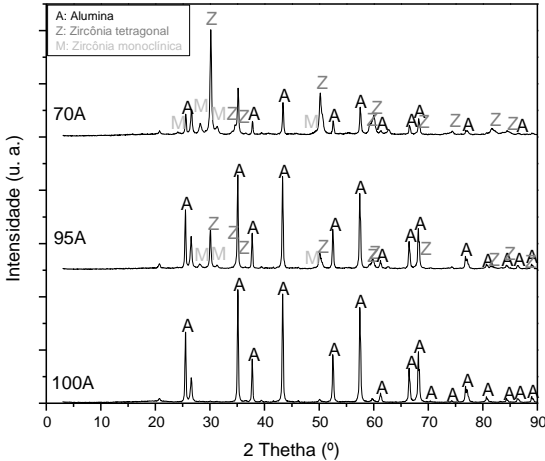 A: Alumina
Z: Zircônia tetragonal
M: Zircônia monoclínica
Intensidade (u. a.)
70A
M A M Z M Z Z A A M Z A A Z Z A A A Z Z A Z Z A
95A
A M Z M Z A Z A A M Z A A Z A A A Z A A Z A Z A Z A
100A
A A A A A A A A A A A A A A A A
0 10 20 30 40 50 60 70 80 90
2 Thetha (º)